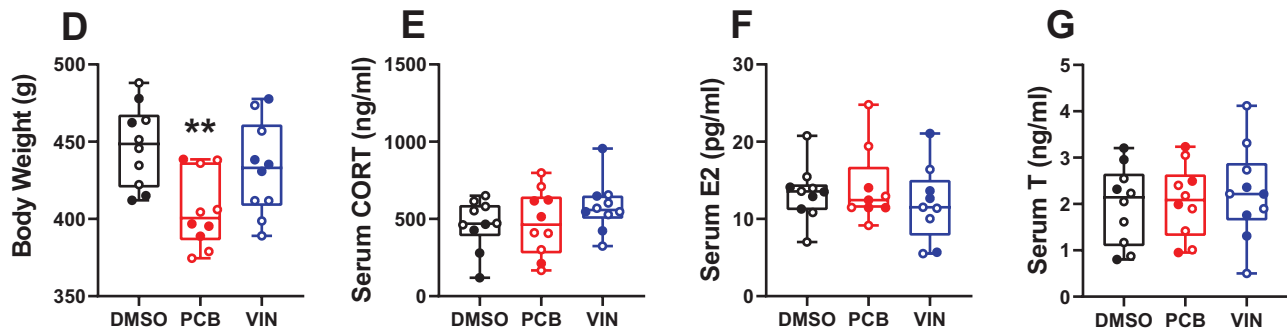 D
Body Weight (g)
500
450
400
350
**
DMSO PCB VIN
E
Serum CORT (ng/ml)
1500
1000
500
0
DMSO PCB VIN
F
Serum E2 (pg/ml)
30
20
10
0
DMSO PCB VIN
G
Serum T (ng/ml)
5
4
3
2
1
0
DMSO PCB VIN